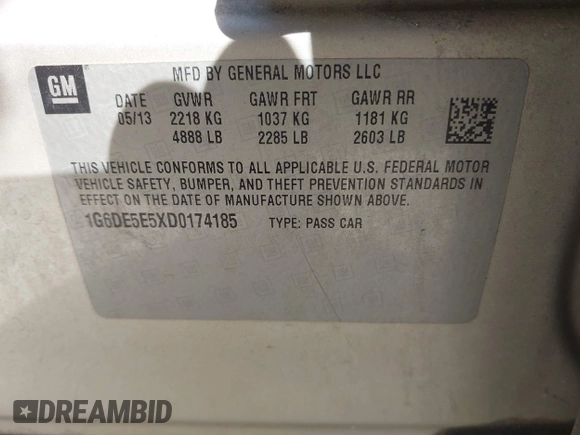 GM
MFD BY GENERAL MOTORS LLC
DATE GVWR GAWR FRT GAWR RR
05/13 2218 KG 1037 KG 1181 KG
4888 LB 2285 LB 2603 LB
THIS VEHICLE CONFORMS TO ALL APPLICABLE U.S. FEDERAL MOTOR
VEHICLE SAFETY, BUMPER, AND THEFT PREVENTION STANDARDS IN
EFFECT ON THE DATE OF MANUFACTURE SHOWN ABOVE.
1G6DE5E5XD0174185 TYPE: PASS CAR
DREAMBID